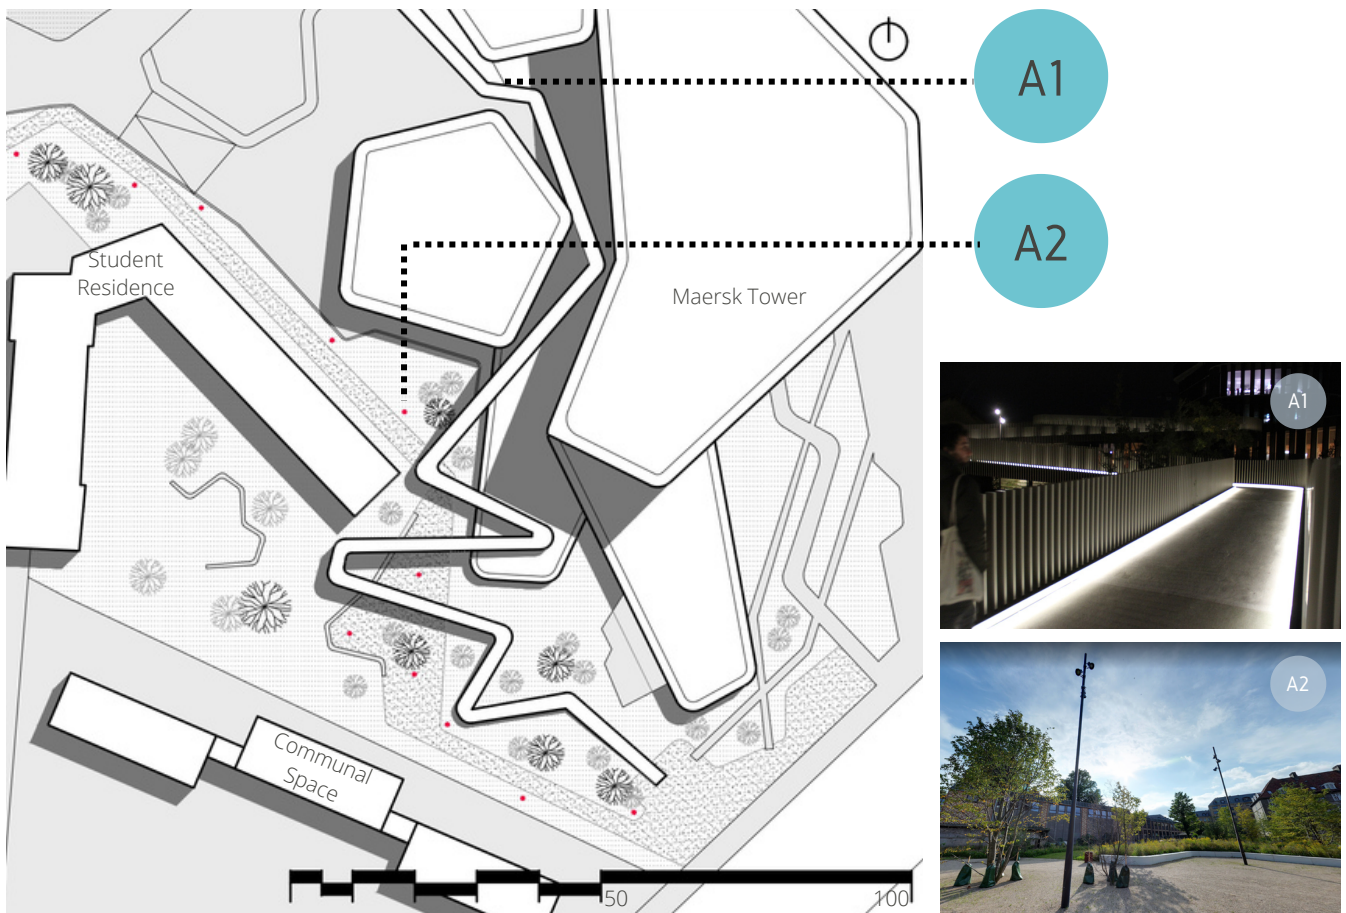 A1
A2
Student
Residence
Maersk Tower
A1
A2
Communal
Space
50
100